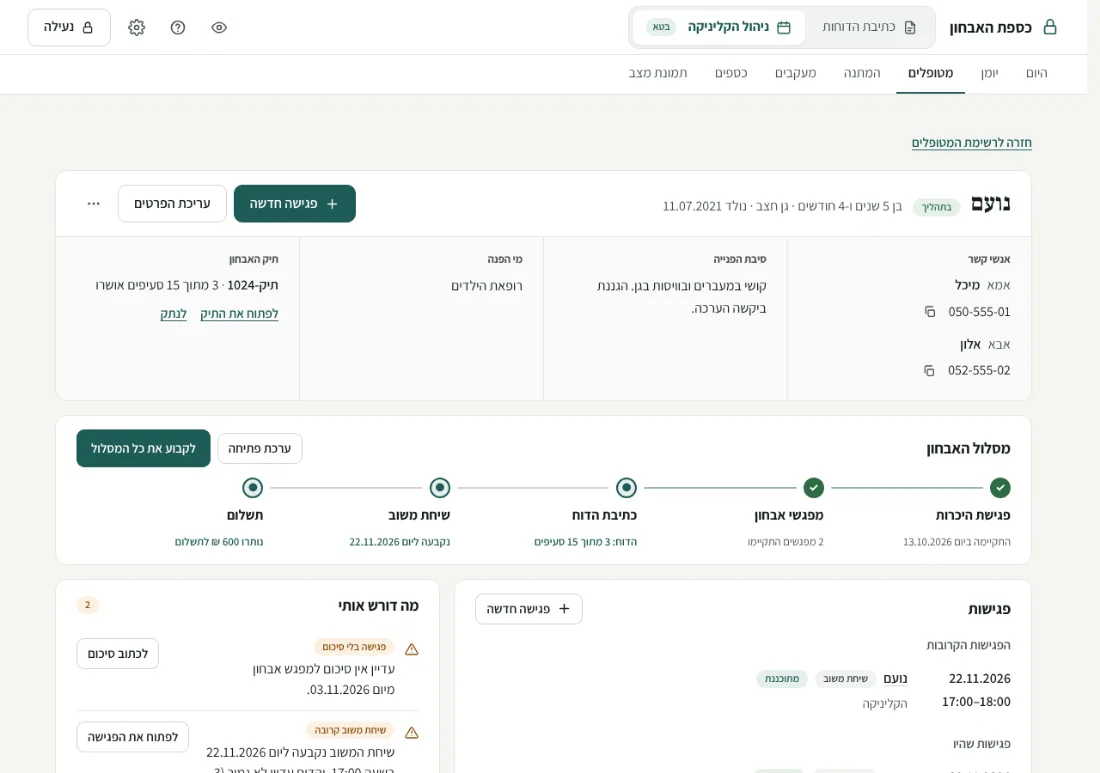 כספת האבחון
כתיבת הדוחות
ניהול הקליניקה
בטא
נעילה
היום
יומן
מטופלים
המתנה
מעקבים
כספים
תמונת מצב
חזרה לרשימת המטופלים
נועם
בתהליך
בן 5 שנים ו-4 חודשים · גן חצב · נולד 11.07.2021
פגישה חדשה
עריכת הפרטים
אנשי קשר
אמא מיכל
050-555-01
אבא אלון
052-555-02
סיבת הפנייה
קושי במעברים ובוויסות בגן. הגננת
ביקשה הערכה.
מי הפנה
רופאת הילדים
תיק האבחון
תיק-1024 · 3 מתוך 15 סעיפים אושרו
לפתוח את התיק
לנתק
מסלול האבחון
ערכת פתיחה
לקבוע את כל המסלול
פגישת היכרות
התקיימה ביום 13.10.2026
מפגשי אבחון
2 מפגשים התקיימו
כתיבת הדוח
הדוח: 3 מתוך 15 סעיפים
שיחת משוב
נקבעה ליום 22.11.2026
תשלום
נותרו 600 ₪ לתשלום
פגישות
פגישה חדשה
הפגישות הקרובות
22.11.2026
17:00–18:00
נועם
שיחת משוב
מתוכננת
הקליניקה
פגישות שהיו
מה דורש אותי
2
פגישה בלי סיכום
עדיין אין סיכום למפגש אבחון
מיום 03.11.2026.
לכתוב סיכום
שיחת משוב קרובה
שיחת המשוב נקבעה ליום 22.11.2026
בשעה 17:00, והדוח עדיין לא גמור (3
לפתוח את הפגישה